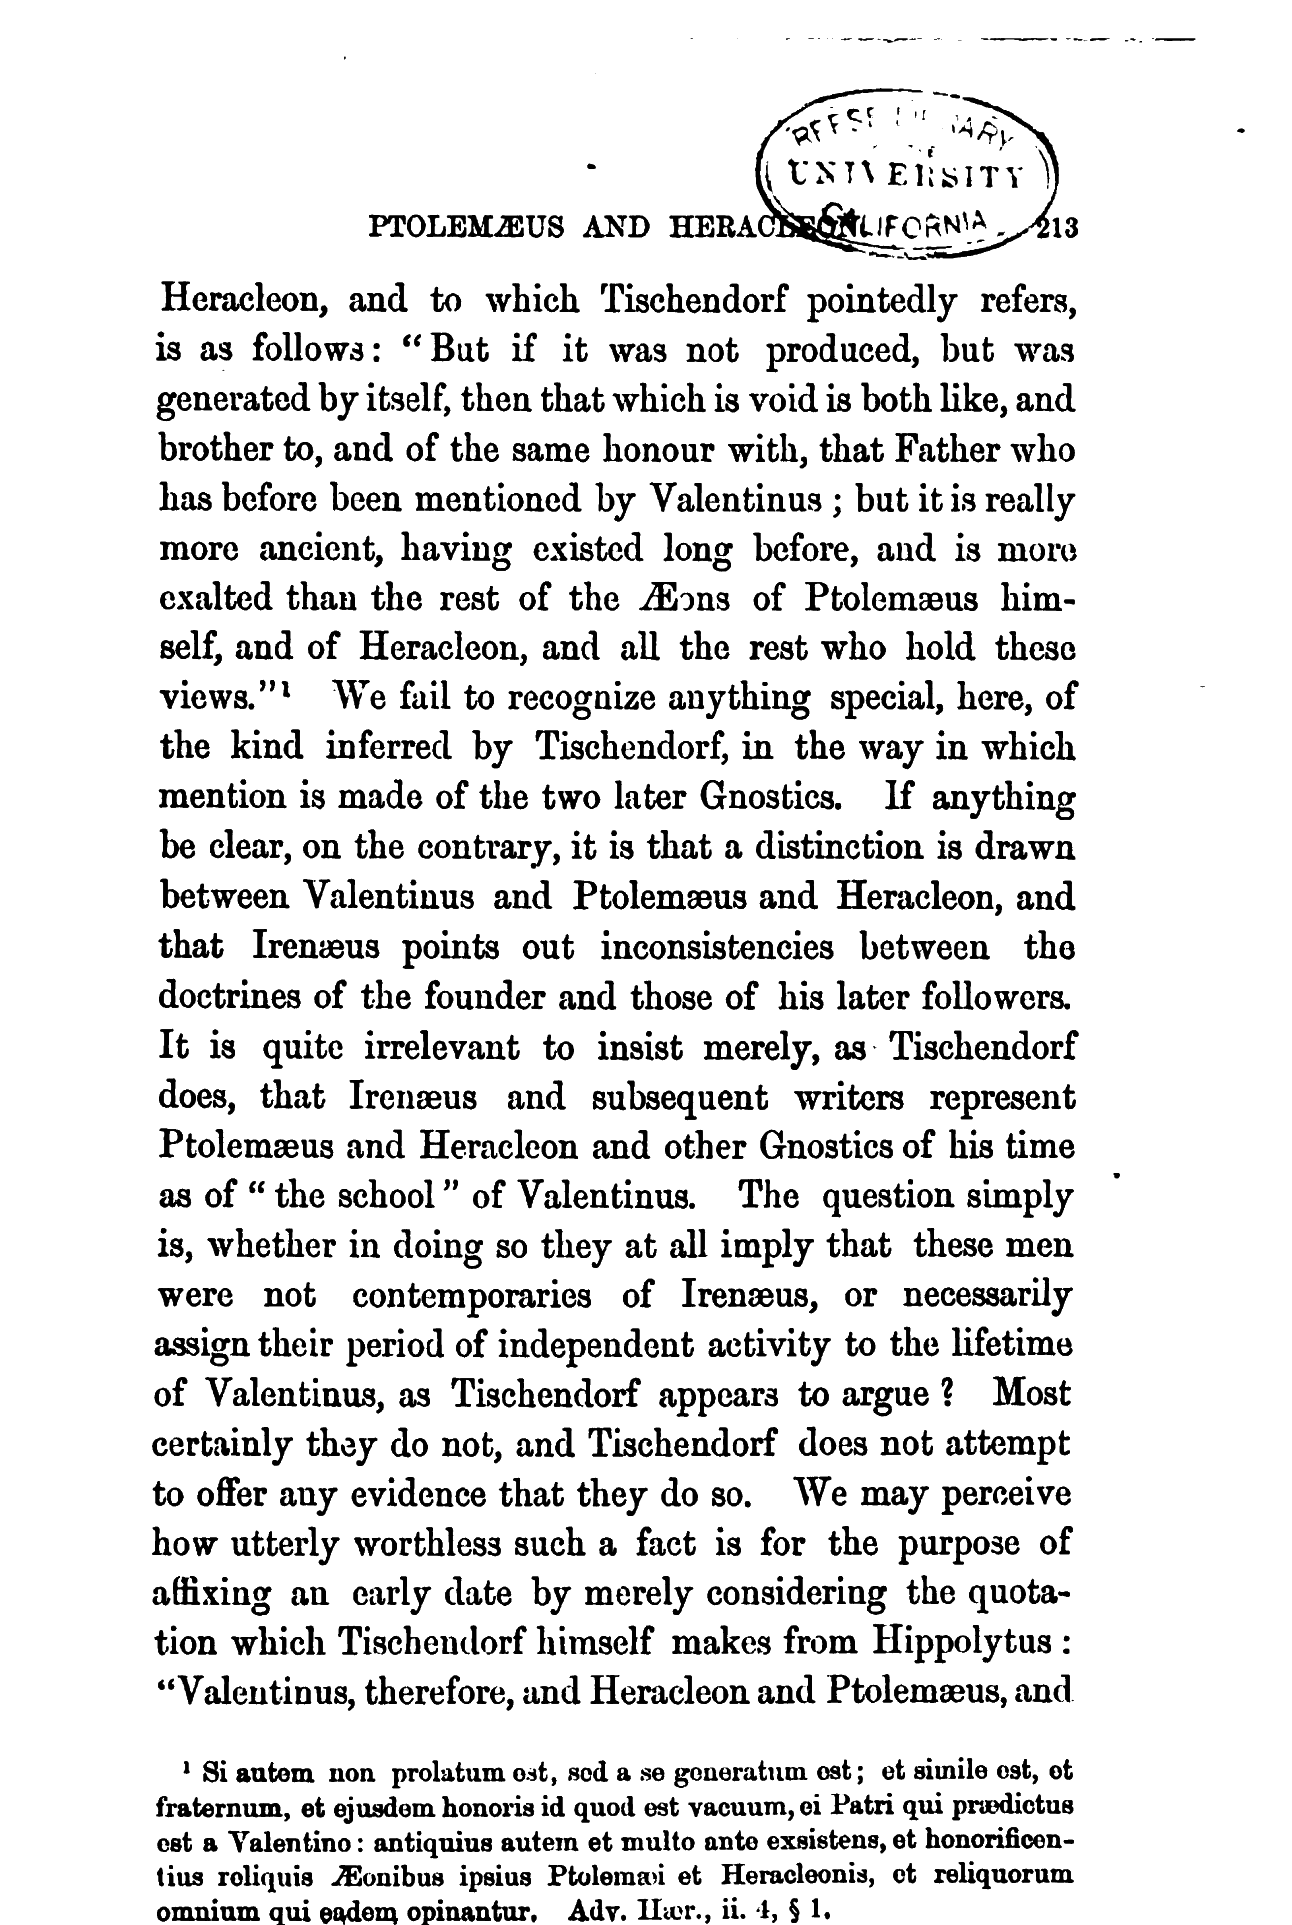 REESE LIBRARY
UNIVERSITY
CALIFORNIA
PTOLEMÆUS AND HERACLEON. 213
Heracleon, and to which Tischendorf pointedly refers,
is as follows: “But if it was not produced, but was
generated by itself, then that which is void is both like, and
brother to, and of the same honour with, that Father who
has before been mentioned by Valentinus; but it is really
more ancient, having existed long before, and is more
exalted than the rest of the Æons of Ptolemæus him-
self, and of Heracleon, and all the rest who hold these
views.”¹ We fail to recognize anything special, here, of
the kind inferred by Tischendorf, in the way in which
mention is made of the two later Gnostics. If anything
be clear, on the contrary, it is that a distinction is drawn
between Valentinus and Ptolemæus and Heracleon, and
that Irenæus points out inconsistencies between the
doctrines of the founder and those of his later followers.
It is quite irrelevant to insist merely, as Tischendorf
does, that Irenæus and subsequent writers represent
Ptolemæus and Heracleon and other Gnostics of his time
as of “the school” of Valentinus. The question simply
is, whether in doing so they at all imply that these men
were not contemporaries of Irenæus, or necessarily
assign their period of independent activity to the lifetime
of Valentinus, as Tischendorf appears to argue? Most
certainly they do not, and Tischendorf does not attempt
to offer any evidence that they do so. We may perceive
how utterly worthless such a fact is for the purpose of
affixing an early date by merely considering the quota-
tion which Tischendorf himself makes from Hippolytus:
“Valentinus, therefore, and Heracleon and Ptolemæus, and
¹ Si autem non prolatum est, sed a se generatum est; et simile est, et
fraternum, et ejusdem honoris id quod est vacuum, ei Patri qui prædictus
est a Valentino: antiquius autem et multo ante exsistens, et honorificen-
tius reliquis Æonibus ipsius Ptolemæi et Heracleonis, et reliquorum
omnium qui eadem opinantur. Adv. Hær., ii. 4, § 1.